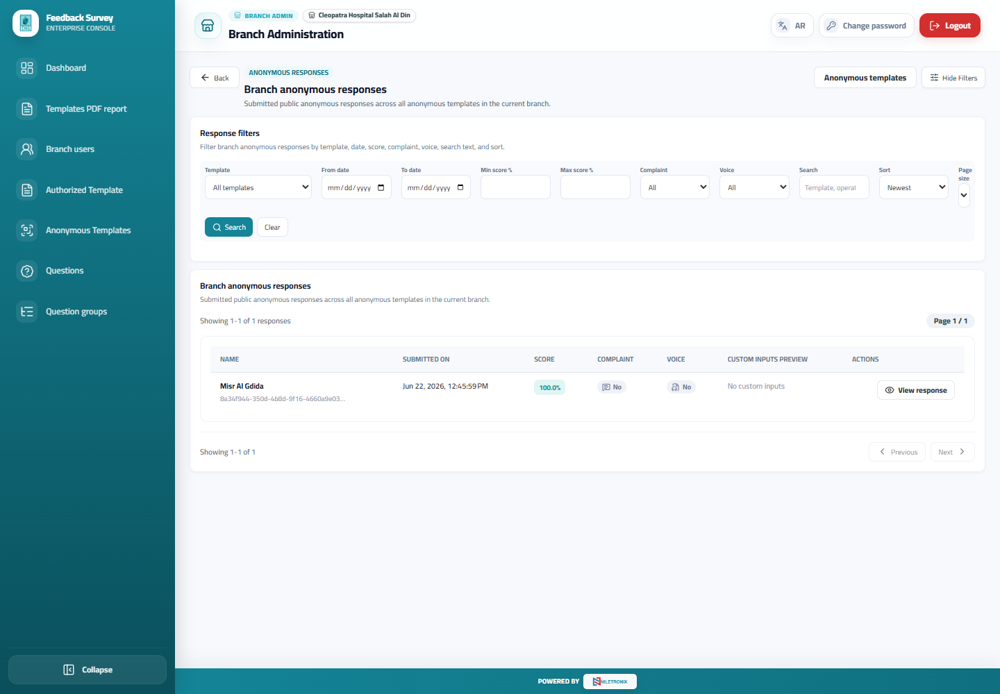 Feedback Survey
ENTERPRISE CONSOLE
Dashboard
Templates PDF report
Branch users
Authorized Template
Anonymous Templates
Questions
Question groups
Collapse
BRANCH ADMIN
Cleopatra Hospital Salah Al Din
Branch Administration
AR
Change password
Logout
Back
ANONYMOUS RESPONSES
Branch anonymous responses
Submitted public anonymous responses across all anonymous templates in the current branch.
Anonymous templates
Hide Filters
Response filters
Filter branch anonymous responses by template, date, score, complaint, voice, search text, and sort.
Template From date To date Min score % Max score % Complaint Voice Search Sort Page size
All templates mm/dd/yyyy mm/dd/yyyy All All Template, operat Newest
Search Clear
Branch anonymous responses
Submitted public anonymous responses across all anonymous templates in the current branch.
Showing 1-1 of 1 responses
Page 1 / 1
NAME SUBMITTED ON SCORE COMPLAINT VOICE CUSTOM INPUTS PREVIEW ACTIONS
Misr Al Gdida Jun 22, 2026, 12:45:59 PM 100.0% No No No custom inputs View response
8a34f944-350d-4b8d-9f16-4660a9e03...
Showing 1-1 of 1
Previous Next
POWERED BY NILETRONIX